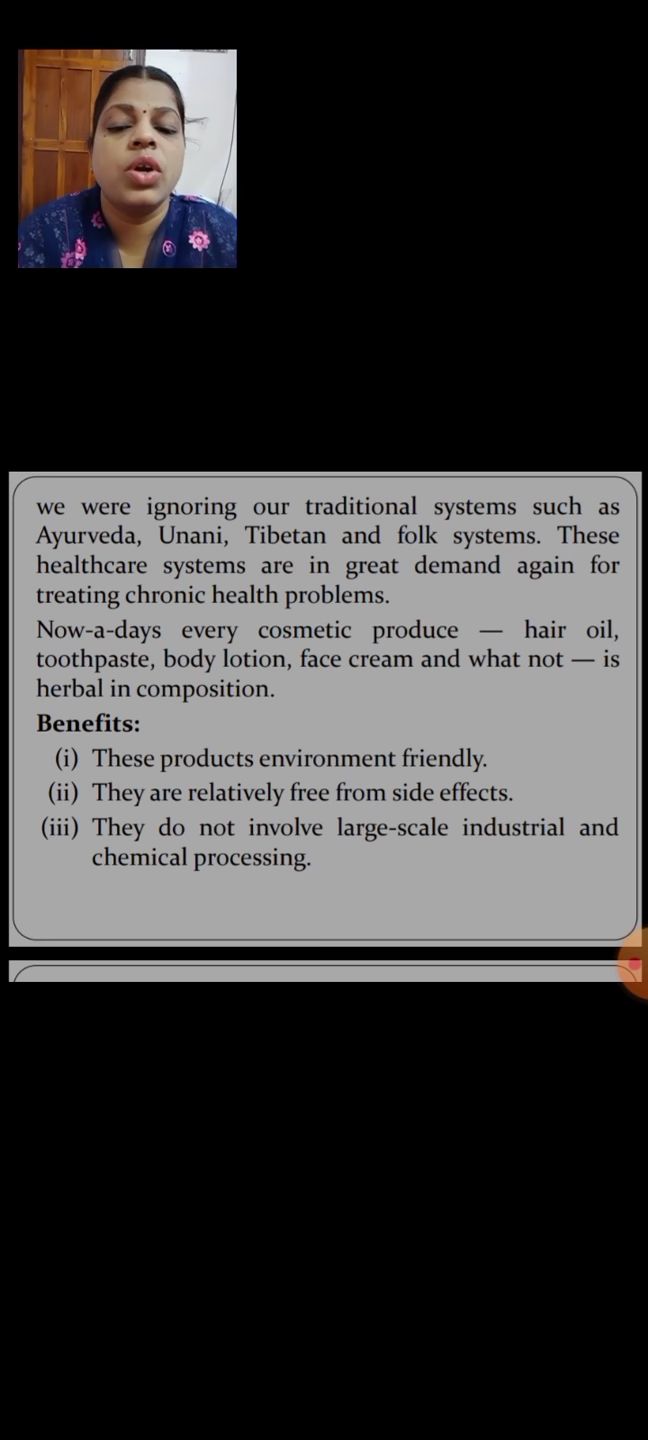 we were ignoring our traditional systems such as
Ayurveda, Unani, Tibetan and folk systems. These
healthcare systems are in great demand again for
treating chronic health problems.
Now-a-days every cosmetic produce — hair oil,
toothpaste, body lotion, face cream and what not — is
herbal in composition.
Benefits:
(i) These products environment friendly.
(ii) They are relatively free from side effects.
(iii) They do not involve large-scale industrial and
chemical processing.